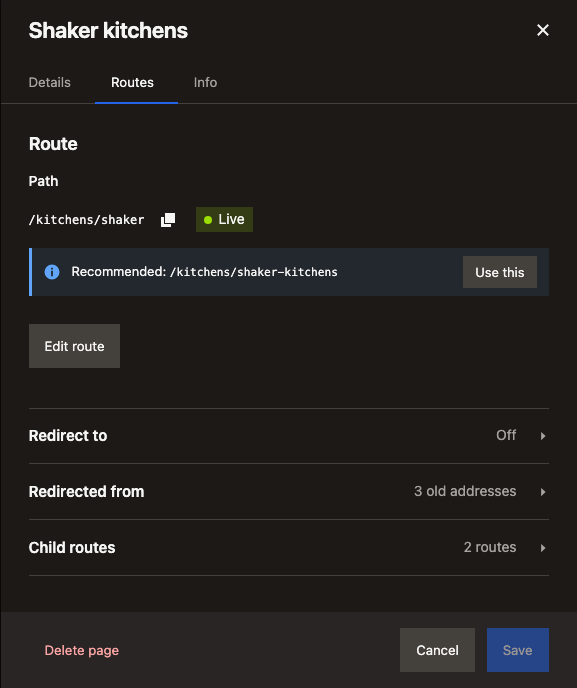 Shaker kitchens
Details Routes Info
Route
Path
/kitchens/shaker Live
Recommended: /kitchens/shaker-kitchens Use this
Edit route
Redirect to Off
Redirected from 3 old addresses
Child routes 2 routes
Delete page Cancel Save